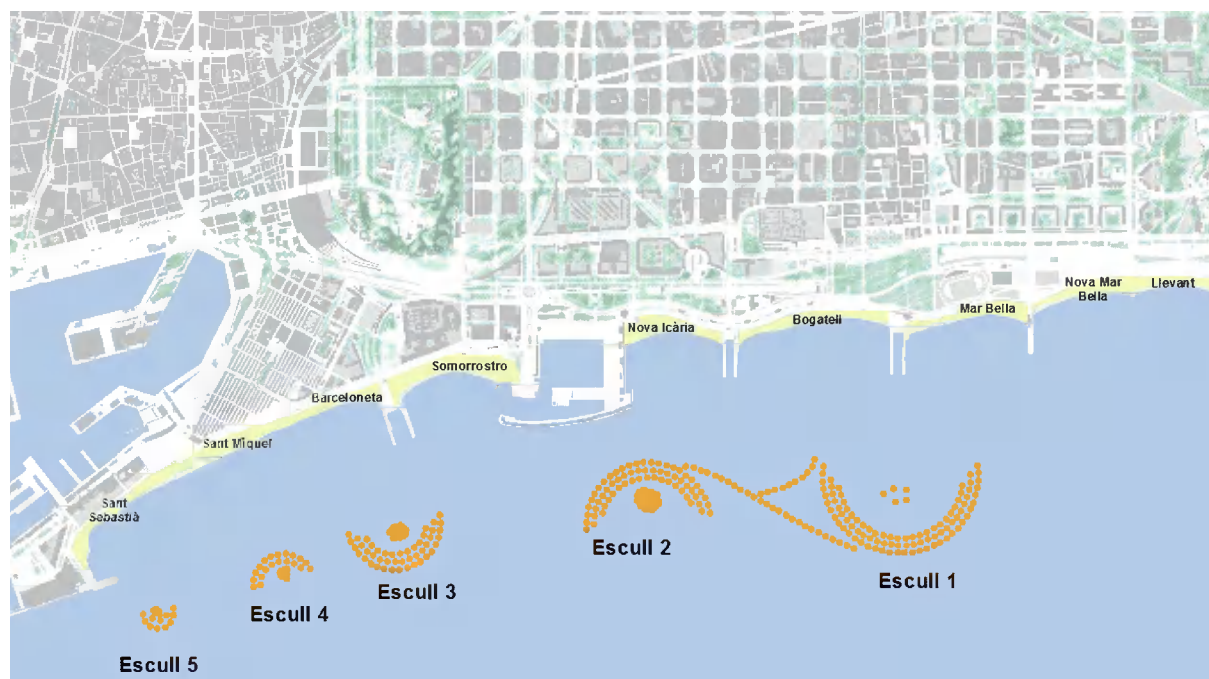 Nova Mar
Bella
Llevant
Mar Bella
Bogatell
Nova Icària
Somorrostro
Barceloneta
Sant Miquel
Sant
Sebastià
Escull 2
Escull 1
Escull 3
Escull 4
Escull 5